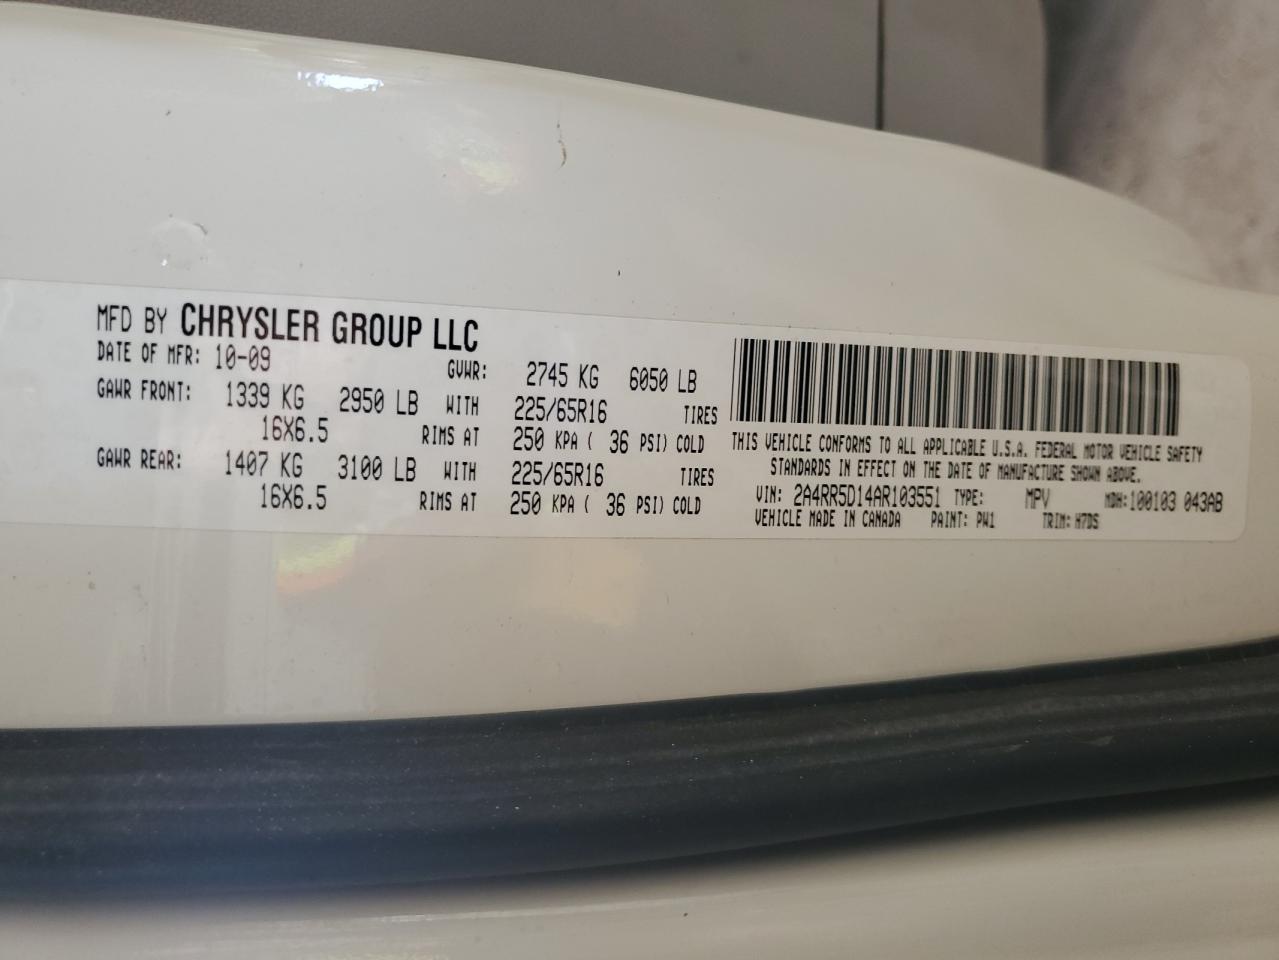 MFD BY CHRYSLER GROUP LLC
DATE OF MFR: 10-09 GVWR: 2745 KG 6050 LB
GAWR FRONT: 1339 KG 2950 LB WITH 225/65R16 TIRES
16X6.5 RIMS AT 250 KPA ( 36 PSI) COLD
GAWR REAR: 1407 KG 3100 LB WITH 225/65R16 TIRES
16X6.5 RIMS AT 250 KPA ( 36 PSI) COLD
THIS VEHICLE CONFORMS TO ALL APPLICABLE U.S.A. FEDERAL MOTOR VEHICLE SAFETY
STANDARDS IN EFFECT ON THE DATE OF MANUFACTURE SHOWN ABOVE.
VIN: 2A4RR5D14AR103551 TYPE: MPV MDH:100103 043AB
VEHICLE MADE IN CANADA PAINT: PW1 TRIM: H7DS